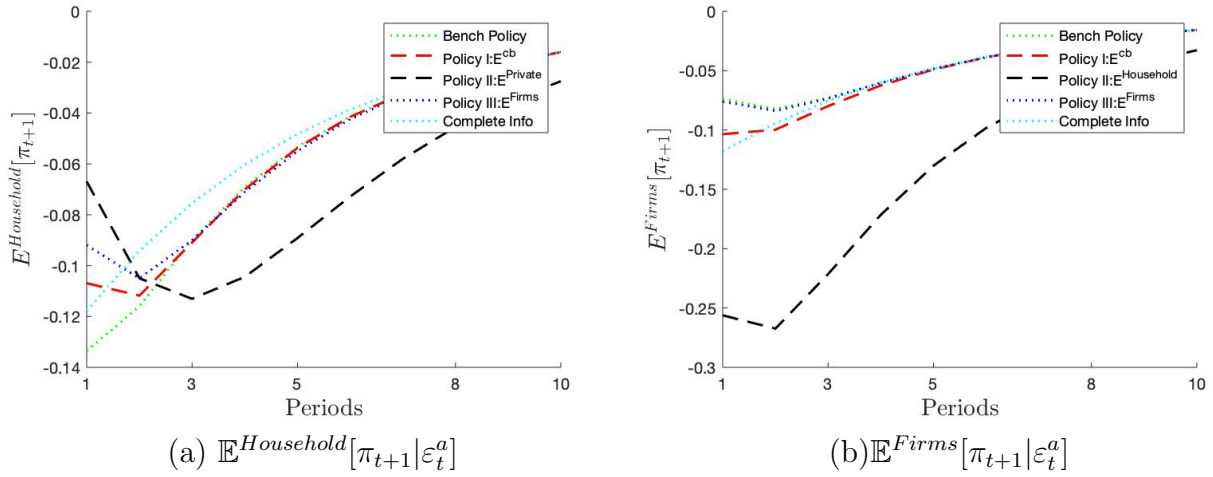 0
-0.02
-0.04
-0.06
-0.08
-0.1
-0.12
-0.14
E^{Household}[π_{t+1}]
Bench Policy
Policy I:E^{cb}
Policy II:E^{Private}
Policy III:E^{Firms}
Complete Info
1 3 5 8 10
Periods
(a) 𝔼^{Household}[π_{t+1}|ε_t^a]
0
-0.05
-0.1
-0.15
-0.2
-0.25
-0.3
E^{Firms}[π_{t+1}]
Bench Policy
Policy I:E^{cb}
Policy II:E^{Household}
Policy III:E^{Firms}
Complete Info
1 3 5 8 10
Periods
(b)𝔼^{Firms}[π_{t+1}|ε_t^a]